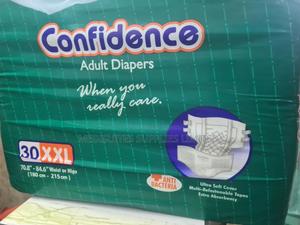 Confidence
Adult Diapers
When you
really care.
30 XXL
70.8" - 84.6" Waist or Hips
(180 cm - 215 cm)
ANTI
BACTERIA
Ultra Soft Cover
Multi-Refastenable Tapes
Extra Absorbency